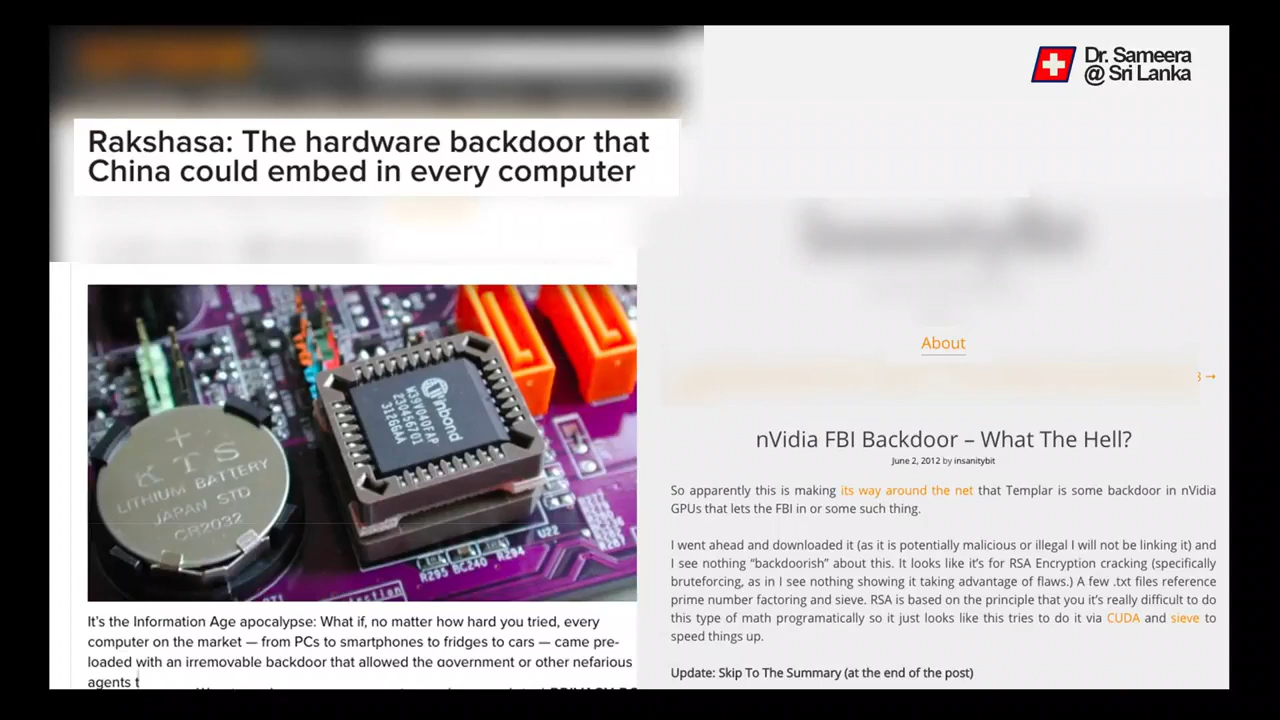 Dr. Sameera
@ Sri Lanka
Rakshasa: The hardware backdoor that
China could embed in every computer
KTS
LITHIUM BATTERY
JAPAN STD
CR2032
winbond
W39V040FAP
230456701
312GGAA
U22
R295 BC240 R294
It's the Information Age apocalypse: What if, no matter how hard you tried, every
computer on the market — from PCs to smartphones to fridges to cars — came pre-
loaded with an irremovable backdoor that allowed the government or other nefarious
agents t
About
3 →
nVidia FBI Backdoor – What The Hell?
June 2, 2012 by insanitybit
So apparently this is making its way around the net that Templar is some backdoor in nVidia
GPUs that lets the FBI in or some such thing.
I went ahead and downloaded it (as it is potentially malicious or illegal I will not be linking it) and
I see nothing "backdoorish" about this. It looks like it's for RSA Encryption cracking (specifically
bruteforcing, as in I see nothing showing it taking advantage of flaws.) A few .txt files reference
prime number factoring and sieve. RSA is based on the principle that you it's really difficult to do
this type of math programatically so it just looks like this tries to do it via CUDA and sieve to
speed things up.
Update: Skip To The Summary (at the end of the post)